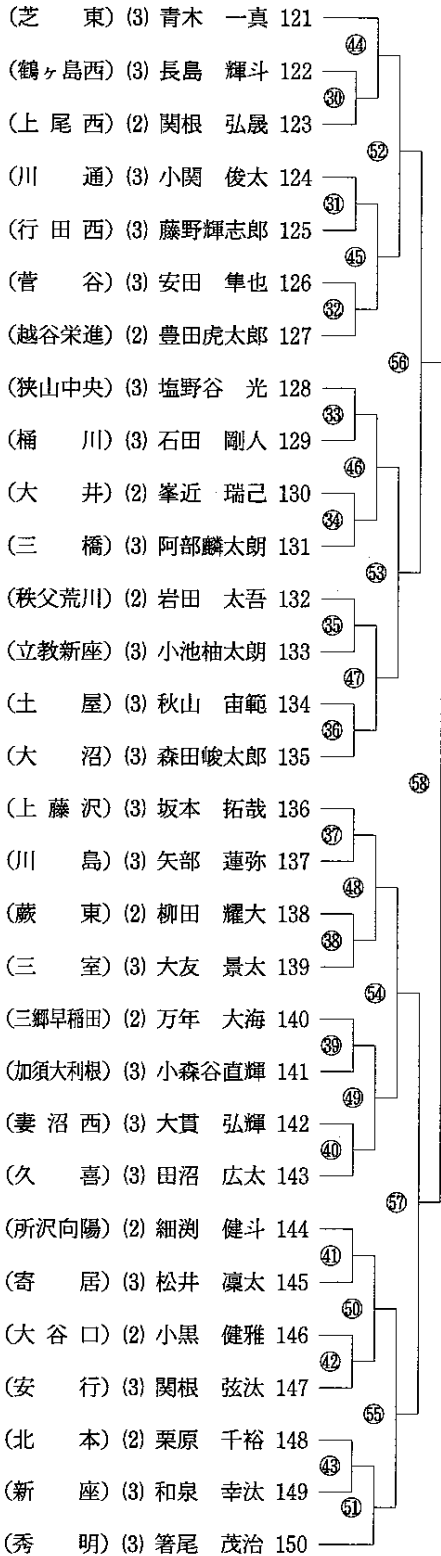 (芝　東) (3) 青木　一真 121
㊹
(鶴ヶ島西) (3) 長島　輝斗 122
㉚
(上尾西) (2) 関根　弘晟 123
52
(川　通) (3) 小関　俊太 124
㉛
(行田西) (3) 藤野輝志郎 125
㊺
(菅　谷) (3) 安田　隼也 126
㉜
(越谷栄進) (2) 豊田虎太郎 127
56
(狭山中央) (3) 塩野谷　光 128
㉝
(桶　川) (3) 石田　剛人 129
㊻
(大　井) (2) 峯近　瑞己 130
㉞
(三　橋) (3) 阿部麟太朗 131
53
(秩父荒川) (2) 岩田　太吾 132
㉟
(立教新座) (3) 小池柚太朗 133
㊼
(土　屋) (3) 秋山　宙範 134
㊱
(大　沼) (3) 森田峻太郎 135
58
(上藤沢) (3) 坂本　拓哉 136
㊲
(川　島) (3) 矢部　蓮弥 137
㊽
(蕨　東) (2) 柳田　耀大 138
㊳
(三　室) (3) 大友　景太 139
54
(三郷早稲田) (2) 万年　大海 140
㊴
(加須大利根) (3) 小森谷直輝 141
㊾
(妻沼西) (3) 大貫　弘輝 142
㊵
(久　喜) (3) 田沼　広太 143
57
(所沢向陽) (2) 細渕　健斗 144
㊶
(寄　居) (3) 松井　凜太 145
㊿
(大谷口) (2) 小黒　健雅 146
㊷
(安　行) (3) 関根　弦汰 147
55
(北　本) (2) 栗原　千裕 148
㊸
(新　座) (3) 和泉　幸汰 149
51
(秀　明) (3) 箸尾　茂治 150